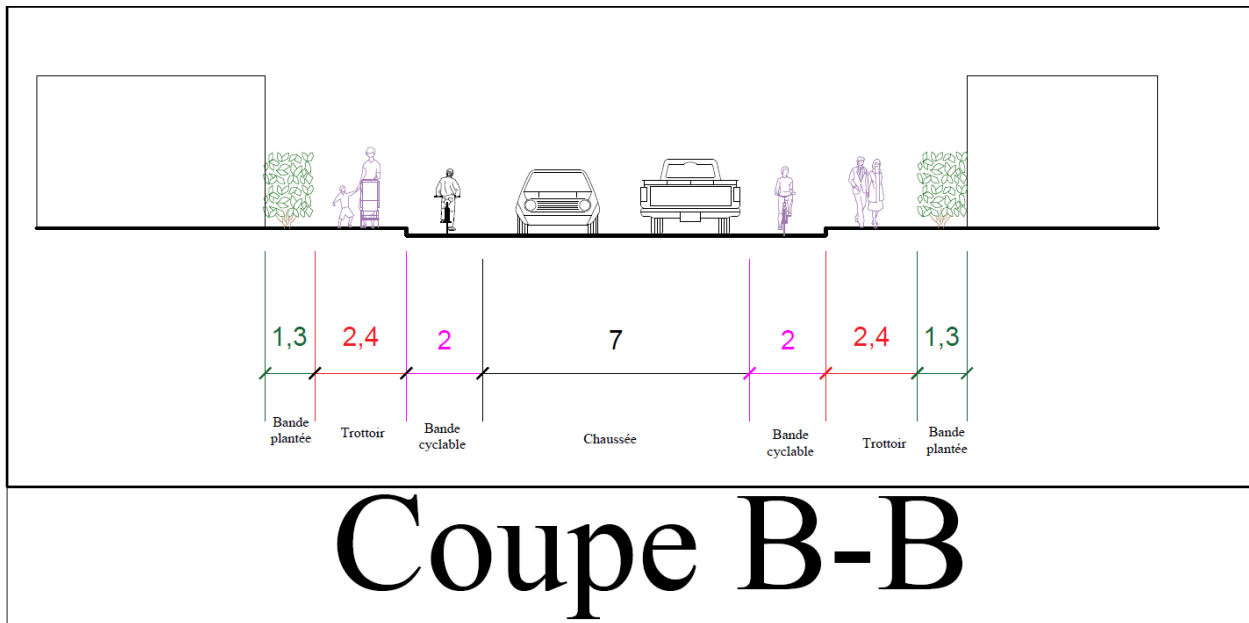 1,3 2,4 2 7 2 2,4 1,3
Bande
plantée
Trottoir
Bande
cyclable
Chaussée
Bande
cyclable
Trottoir
Bande
plantée
Coupe B-B